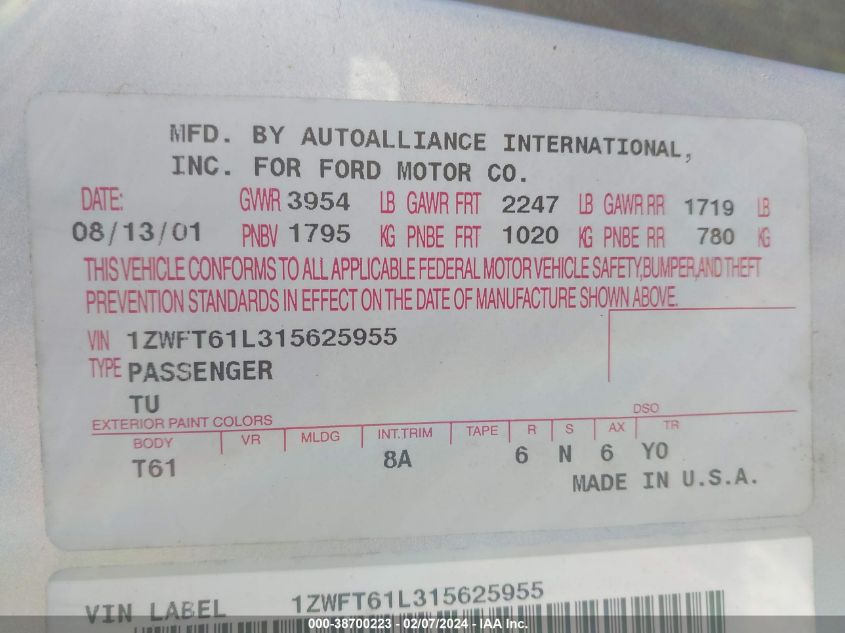 MFD. BY AUTOALLIANCE INTERNATIONAL,
INC. FOR FORD MOTOR CO.
DATE: GVWR 3954 LB GAWR FRT 2247 LB GAWR RR 1719 LB
08/13/01 PNBV 1795 KG PNBE FRT 1020 KG PNBE RR 780 KG
THIS VEHICLE CONFORMS TO ALL APPLICABLE FEDERAL MOTOR VEHICLE SAFETY, BUMPER, AND THEFT
PREVENTION STANDARDS IN EFFECT ON THE DATE OF MANUFACTURE SHOWN ABOVE.
VIN 1ZWFT61L315625955
TYPE PASSENGER
TU
EXTERIOR PAINT COLORS DSO
BODY VR MLDG INT.TRIM TAPE R S AX TR
T61 8A 6 N 6 Y0
MADE IN U.S.A.
VIN LABEL 1ZWFT61L315625955
000-38700223 - 02/07/2024 - IAA Inc.